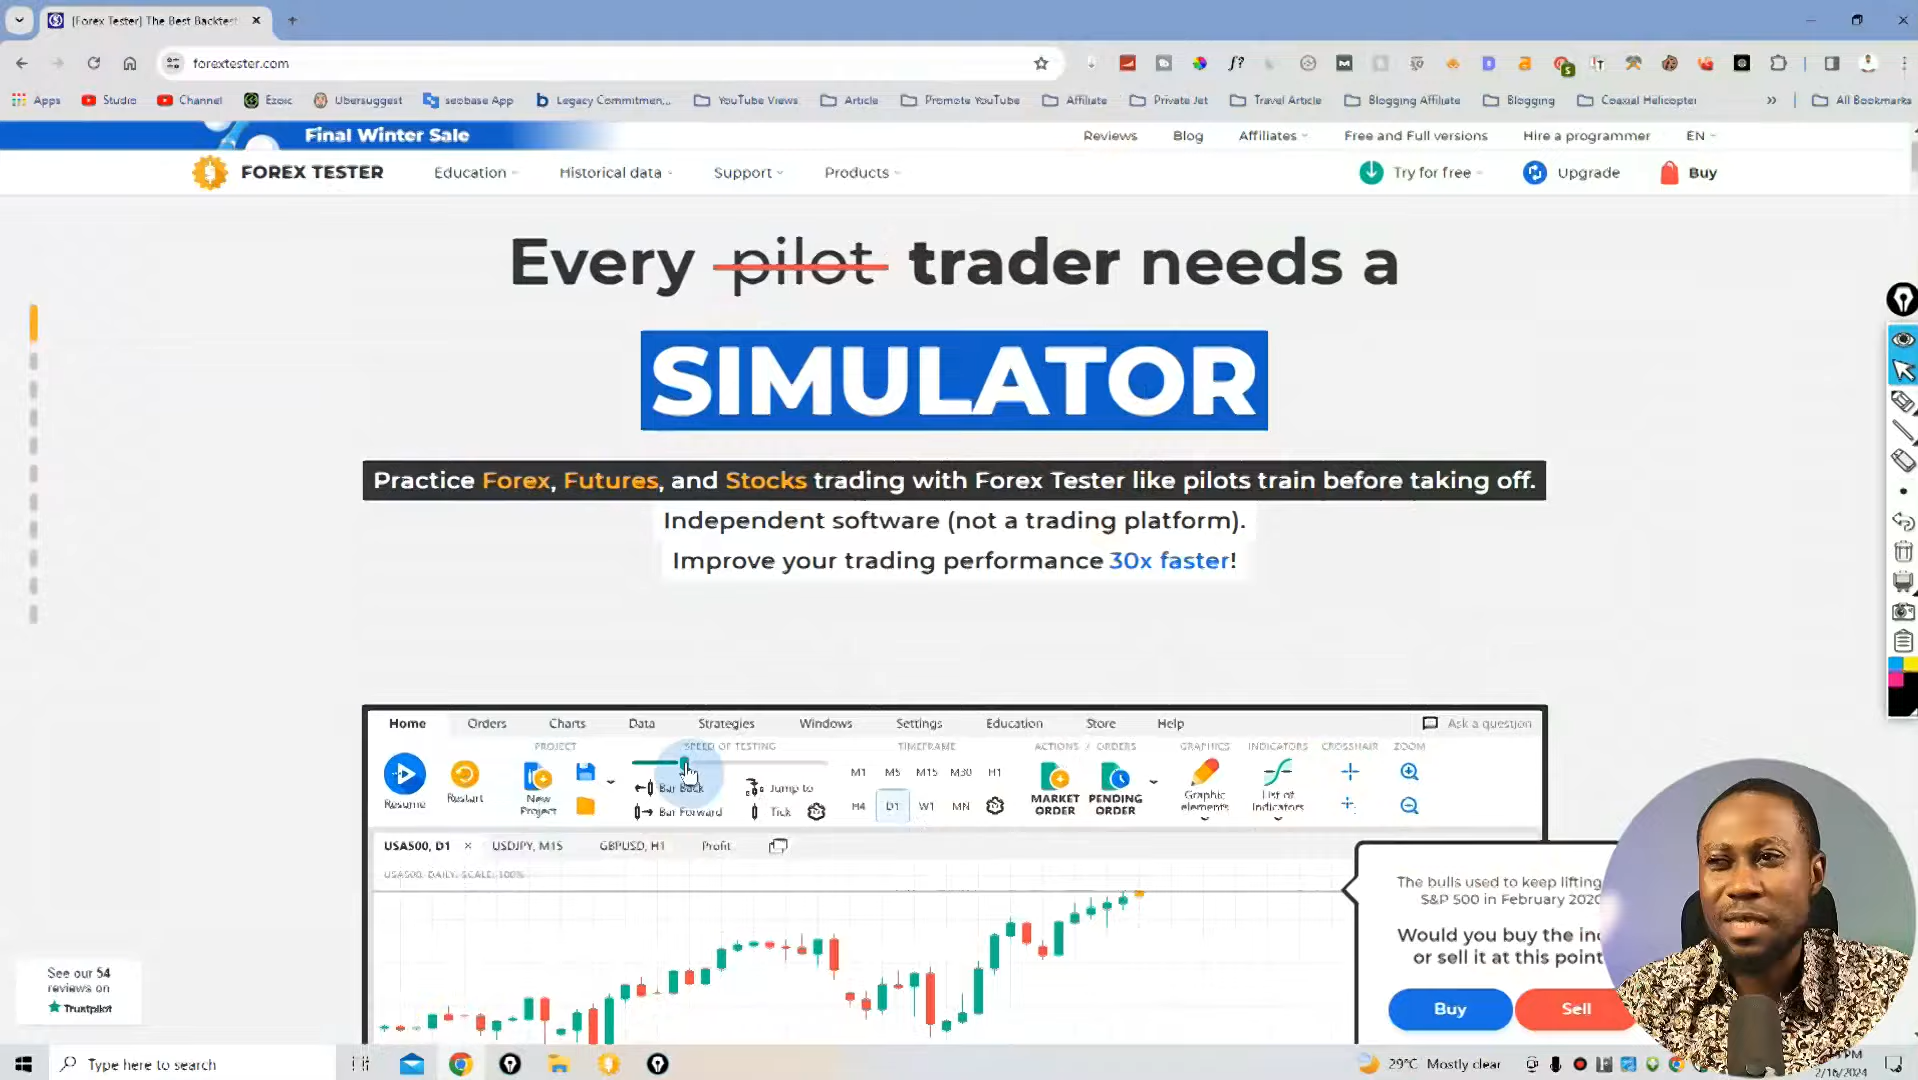 [Forex Tester] The Best Backtest
forextester.com
Apps
Studio
Channel
Ezoic
Ubersuggest
seobase App
Legacy Commitmen...
YouTube Views
Article
Promote YouTube
Affiliate
Private Jet
Travel Article
Blogging Affiliate
Blogging
Coaxial Helicopter
All Bookmarks
Final Winter Sale
Reviews
Blog
Affiliates
Free and Full versions
Hire a programmer
EN
FOREX TESTER
Education
Historical data
Support
Products
Try for free
Upgrade
Buy
Every pilot trader needs a
SIMULATOR
Practice Forex, Futures, and Stocks trading with Forex Tester like pilots train before taking off.
Independent software (not a trading platform).
Improve your trading performance 30x faster!
Home
Orders
Charts
Data
Strategies
Windows
Settings
Education
Store
Help
Ask a question
PROJECT
SPEED OF TESTING
TIMEFRAME
ACTIONS / ORDERS
GRAPHICS
INDICATORS
CROSSHAIR
ZOOM
Resume
Restart
New Project
Bar Back
Jump to
Bar Forward
Tick
M1
M5
M15
M30
H1
H4
D1
W1
MN
MARKET ORDER
PENDING ORDER
Graphic elements
List of Indicators
USA500, D1
USDJPY, M15
GBPUSD, H1
Profit
USA500, DAILY, SCALE: 100%
The bulls used to keep lifting
S&P 500 in February 2020
Would you buy the
or sell it at this point
Buy
Sell
See our 54
reviews on
Trustpilot
Type here to search
29°C Mostly clear
PM
2/16/2024